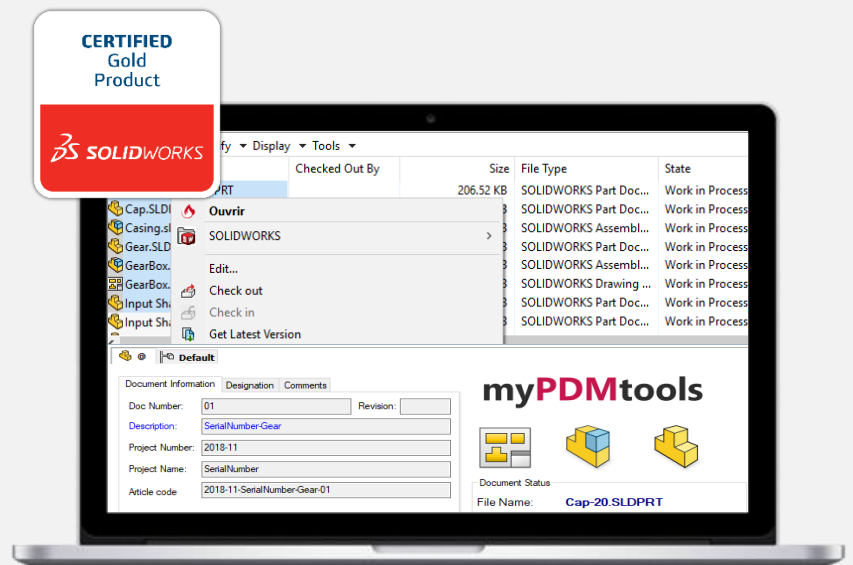 CERTIFIED
Gold
Product
SOLIDWORKS
fy Display Tools
Checked Out By Size File Type State
PRT 206.52 KB SOLIDWORKS Part Doc... Work in Process
Cap.SLD SOLIDWORKS Part Doc... Work in Process
Casing.sl SOLIDWORKS Assembl... Work in Process
Gear.SLD SOLIDWORKS Part Doc... Work in Process
GearBox. SOLIDWORKS Assembl... Work in Process
GearBox. SOLIDWORKS Drawing ... Work in Process
Input Sha SOLIDWORKS Part Doc... Work in Process
Input Sha SOLIDWORKS Part Doc... Work in Process
Ouvrir
SOLIDWORKS
Edit...
Check out
Check in
Get Latest Version
@ Default
Document Information Designation Comments
Doc Number: 01 Revision:
Description: SerialNumber-Gear
Project Number: 2018-11
Project Name: SerialNumber
Article code 2018-11-SerialNumber-Gear-01
myPDMtools
Document Status
File Name: Cap-20.SLDPRT